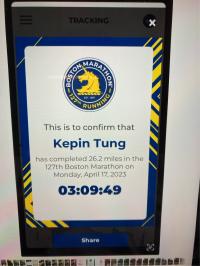 TRACKING
X
BOSTON MARATHON
127TH RUNNING
This is to confirm that
Kepin Tung
has completed 26.2 miles in the
127th Boston Marathon on
Monday, April 17, 2023
03:09:49
Share